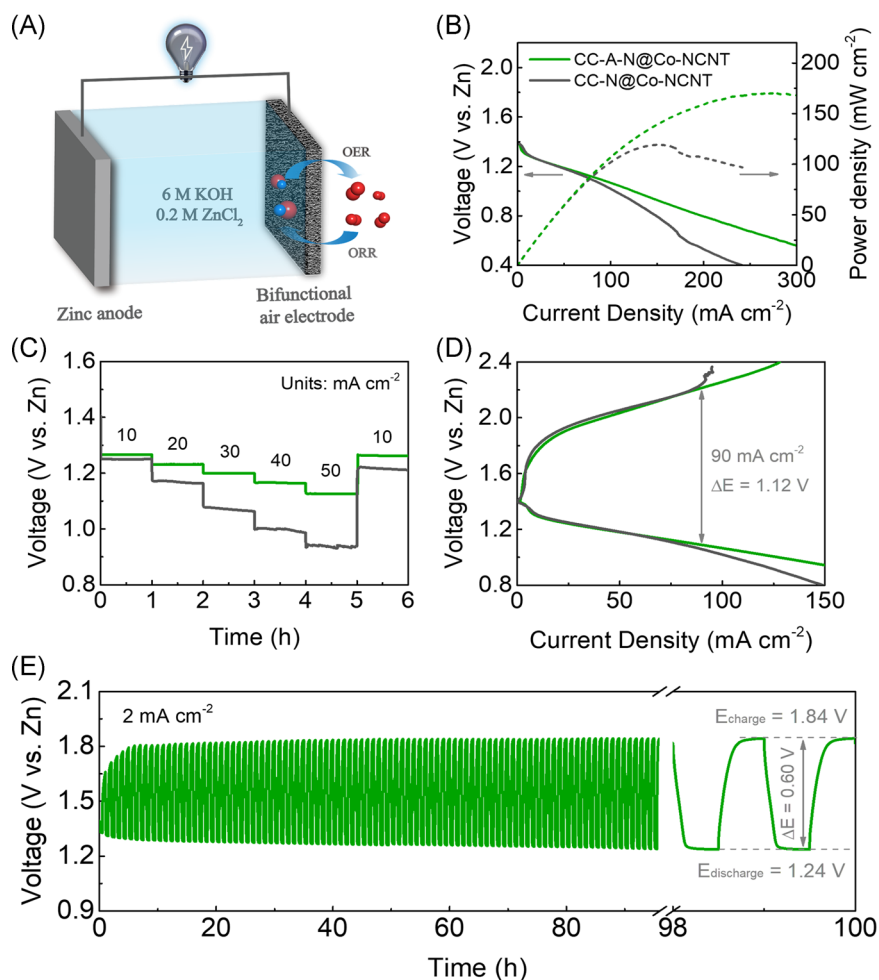 (A)
OER
6 M KOH
0.2 M ZnCl₂
ORR
Zinc anode
Bifunctional
air electrode
(B)
CC-A-N@Co-NCNT
CC-N@Co-NCNT
2.0
1.6
1.2
0.8
0.4
Voltage (V vs. Zn)
200
150
100
50
0
Power density (mW cm⁻²)
0 100 200 300
Current Density (mA cm⁻²)
(C)
Units: mA cm⁻²
10 20 30 40 50 10
1.6
1.4
1.2
1.0
0.8
Voltage (V vs. Zn)
0 1 2 3 4 5 6
Time (h)
(D)
2.4
2.0
1.6
1.2
0.8
Voltage (V vs. Zn)
90 mA cm⁻²
ΔE = 1.12 V
0 50 100 150
Current Density (mA cm⁻²)
(E)
2 mA cm⁻²
2.1
1.8
1.5
1.2
0.9
Voltage (V vs. Zn)
Echarge = 1.84 V
ΔE = 0.60 V
Edischarge = 1.24 V
0 20 40 60 80 98 100
Time (h)